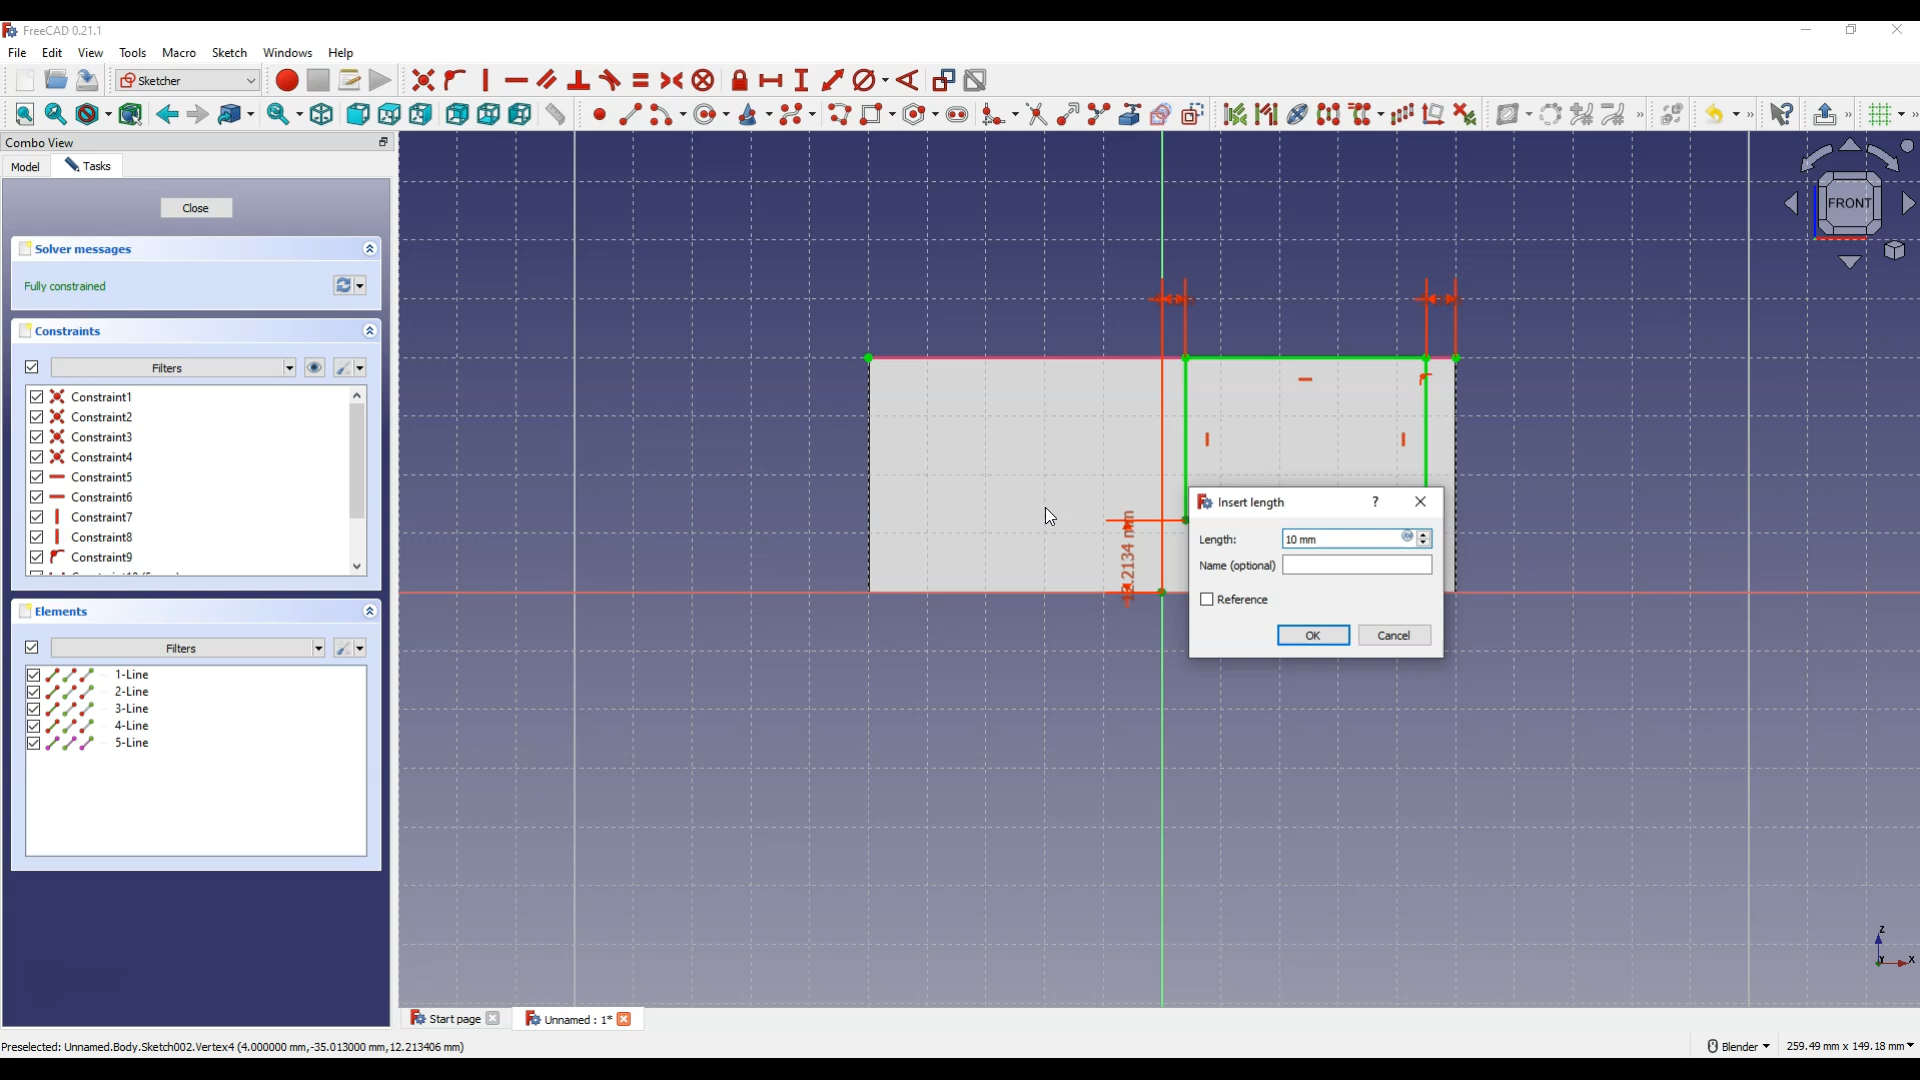 FreeCAD 0.21.1
File Edit View Tools Macro Sketch Windows Help
Sketcher
Combo View
Model Tasks
Close
Solver messages
Fully constrained
Constraints
Filters
Constraint1
Constraint2
Constraint3
Constraint4
Constraint5
Constraint6
Constraint7
Constraint8
Constraint9
Elements
Filters
1-Line
2-Line
3-Line
4-Line
5-Line
FRONT
Insert length ?
Length: 10 mm
Name (optional)
Reference
OK Cancel
Z
Y
X
Start page
Unnamed : 1*
Preselected: Unnamed.Body.Sketch002.Vertex4 (4.000000 mm,-35.013000 mm,12.213406 mm)
Blender
259.49 mm x 149.18 mm